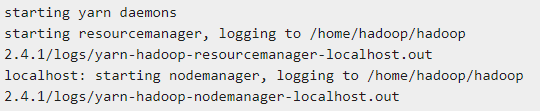 starting yarn daemons
starting resourcemanager, logging to /home/hadoop/hadoop
2.4.1/logs/yarn-hadoop-resourcemanager-localhost.out
localhost: starting nodemanager, logging to /home/hadoop/hadoop
2.4.1/logs/yarn-hadoop-nodemanager-localhost.out